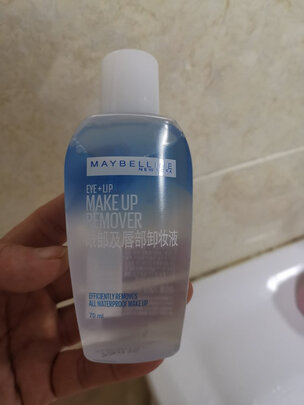 MAYBELLINE
NEW YORK
EYE + LIP
MAKE UP
REMOVER
眼部及唇部卸妆液
EFFICIENTLY REMOVES
ALL WATERPROOF MAKE UP
70 ml